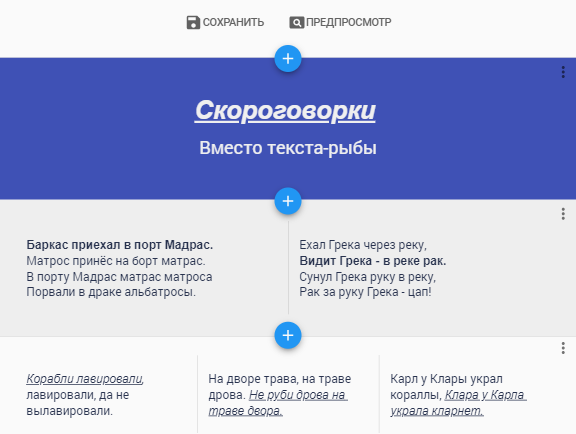 СОХРАНИТЬ ПРЕДПРОСМОТР
Скороговорки
Вместо текста-рыбы
Баркас приехал в порт Мадрас.
Матрос принёс на борт матрас.
В порту Мадрас матрас матроса
Порвали в драке альбатросы.
Ехал Грека через реку,
Видит Грека - в реке рак.
Сунул Грека руку в реку,
Рак за руку Грека - цап!
Корабли лавировали,
лавировали, да не
вылавировали.
На дворе трава, на траве
дрова. Не руби дрова на
траве двора.
Карл у Клары украл
кораллы, Клара у Карла
украла кларнет.